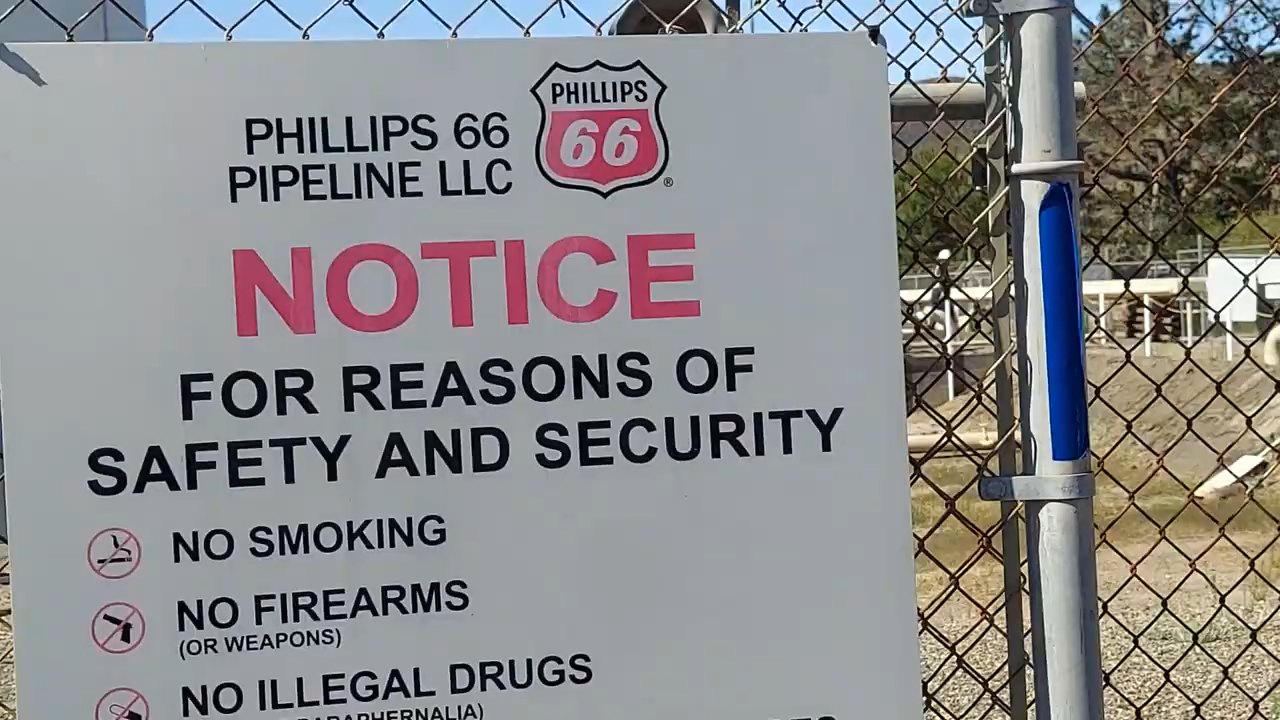 PHILLIPS 66
PIPELINE LLC
PHILLIPS
66
®
NOTICE
FOR REASONS OF
SAFETY AND SECURITY
NO SMOKING
NO FIREARMS
(OR WEAPONS)
NO ILLEGAL DRUGS
PARAPHERNALIA)